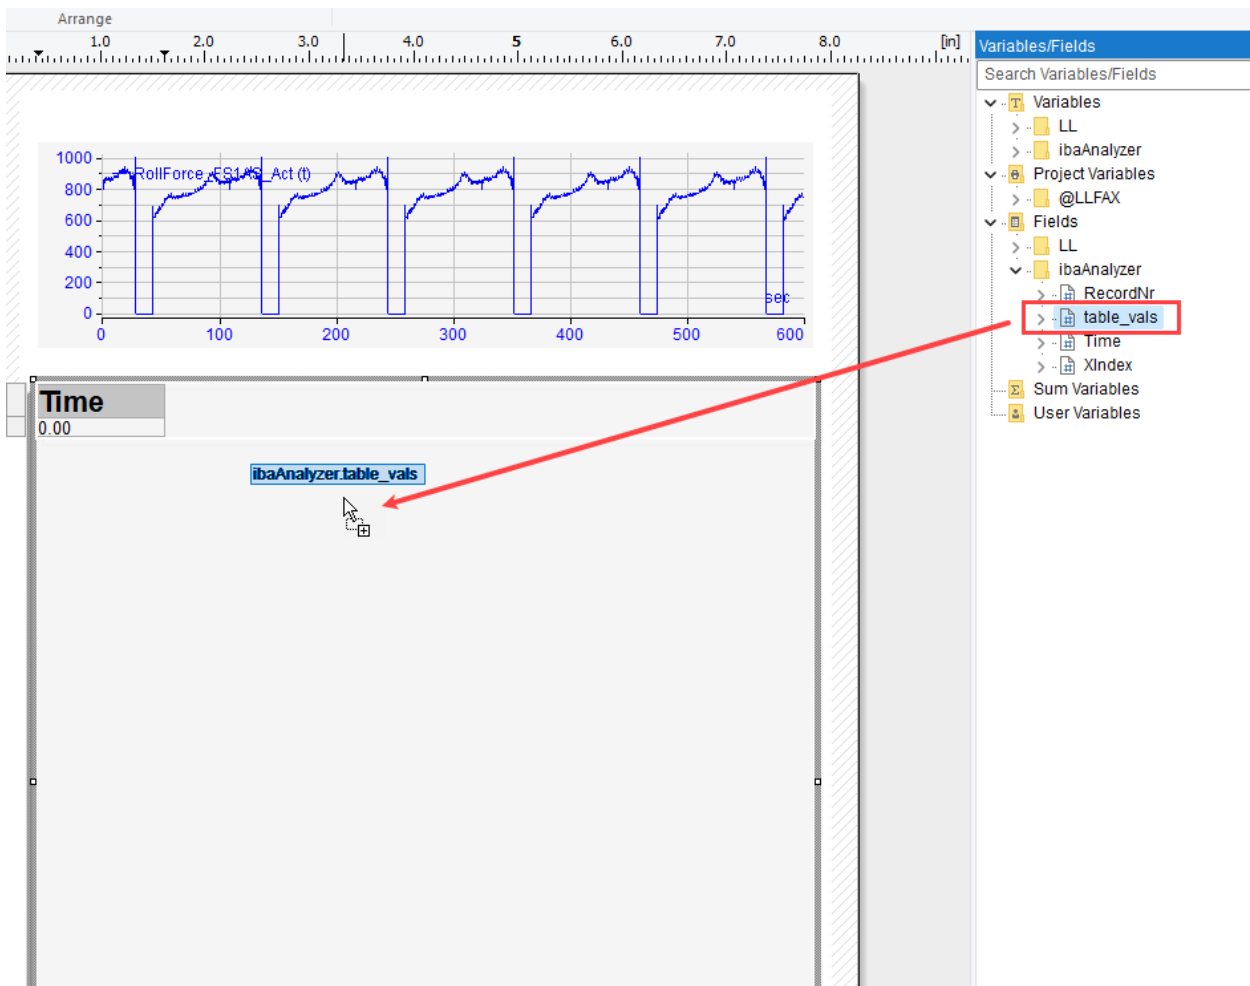 Arrange
1.0 2.0 3.0 4.0 5 6.0 7.0 8.0 [in]
Variables/Fields
Search Variables/Fields
Variables
LL
ibaAnalyzer
Project Variables
@LLFAX
Fields
LL
ibaAnalyzer
RecordNr
table_vals
Time
XIndex
Sum Variables
User Variables
1000
800
600
400
200
0
RollForce_FS1AS_Act (t)
sec
0 100 200 300 400 500 600
Time
0.00
ibaAnalyzer.table_vals